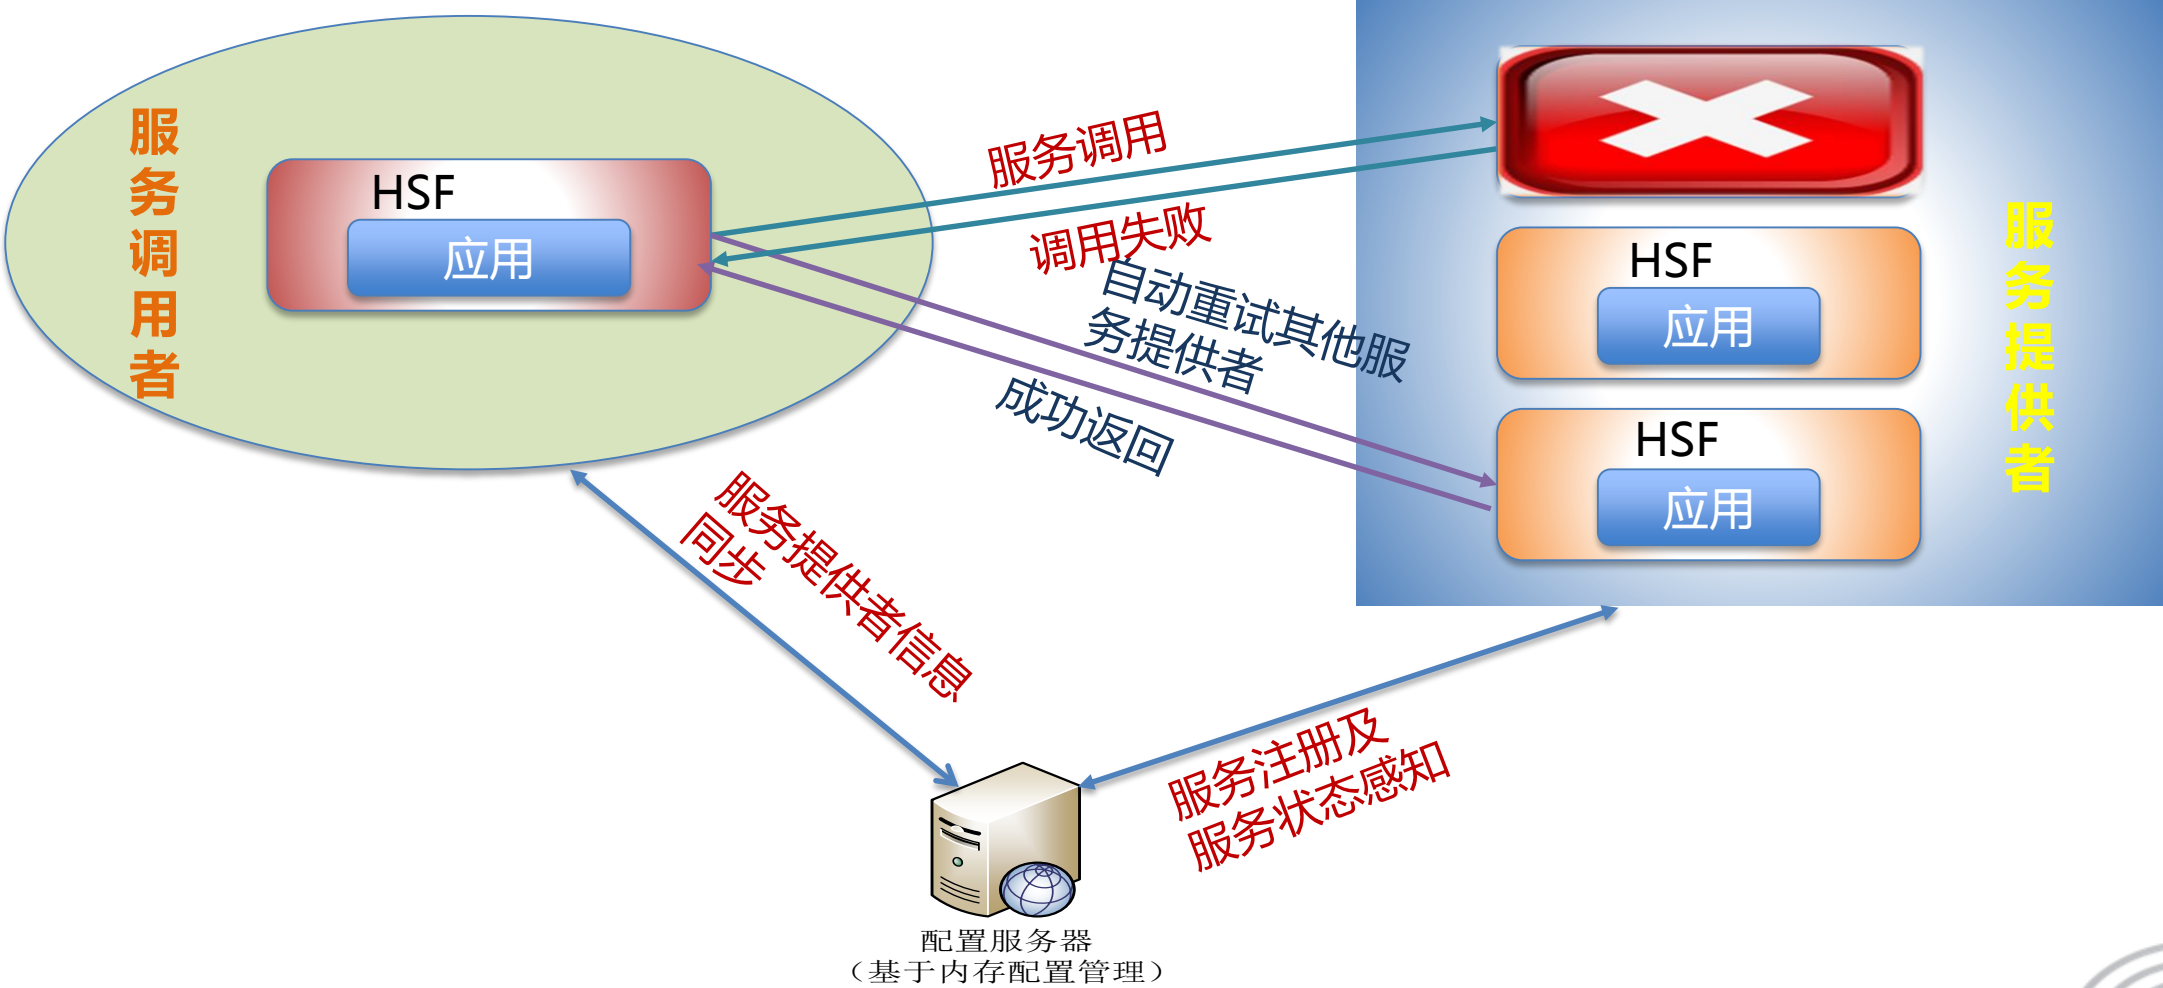 服务调用者
HSF
应用
服务调用
调用失败
自动重试其他服
务提供者
成功返回
HSF
应用
HSF
应用
服务提供者
服务提供者信息
同步
服务注册及
服务状态感知
配置服务器
（基于内存配置管理）